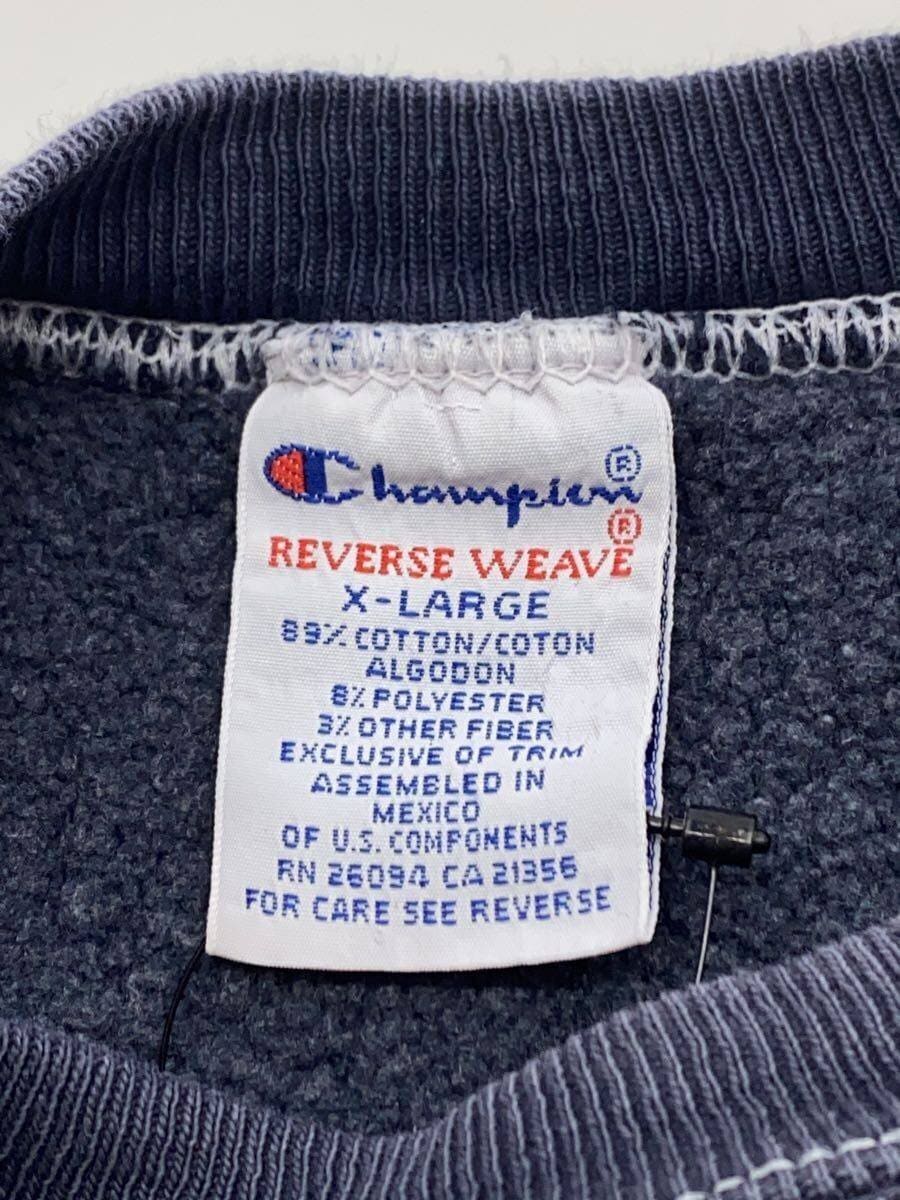 Champion®
REVERSE WEAVE®
X-LARGE
89% COTTON/COTON
ALGODON
8% POLYESTER
3% OTHER FIBER
EXCLUSIVE OF TRIM
ASSEMBLED IN
MEXICO
OF U.S. COMPONENTS
RN 26094 CA 21356
FOR CARE SEE REVERSE